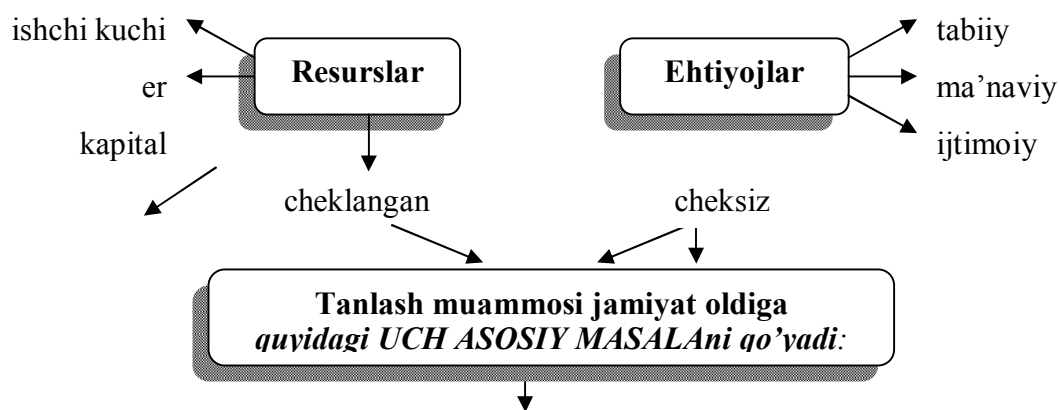 ishchi kuchi
er
kapital
Resurslar
Ehtiyojlar
tabiiy
ma’naviy
ijtimoiy
cheklangan
cheksiz
Tanlash muammosi jamiyat oldiga
quyidagi UCH ASOSIY MASALAni qo’yadi: